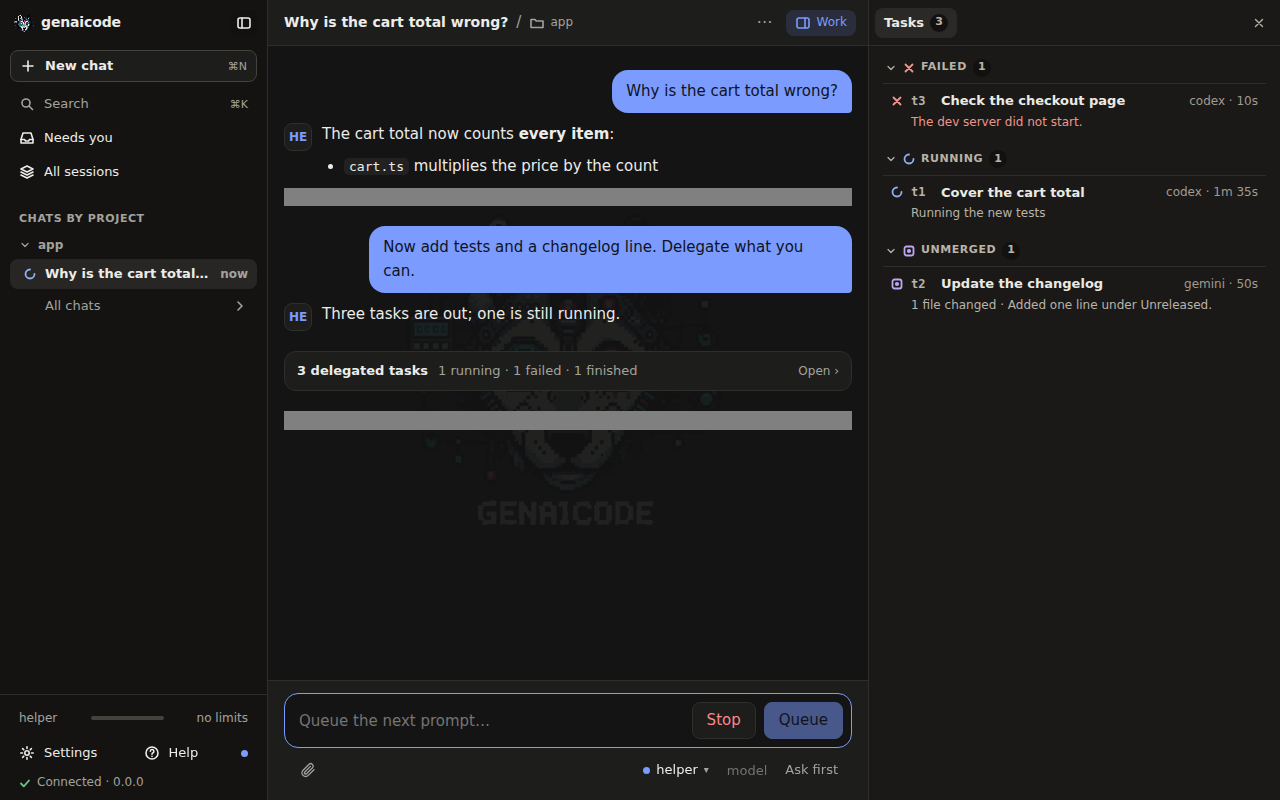 genaicode
New chat ⌘N
Search ⌘K
Needs you
All sessions
CHATS BY PROJECT
app
Why is the cart total... now
All chats
helper no limits
Settings Help
Connected · 0.0.0
Why is the cart total wrong? / app
··· Work
Why is the cart total wrong?
HE The cart total now counts every item:
• cart.ts multiplies the price by the count
Now add tests and a changelog line. Delegate what you
can.
HE Three tasks are out; one is still running.
3 delegated tasks 1 running · 1 failed · 1 finished Open ›
GENAICODE
Queue the next prompt… Stop Queue
helper ▾ model Ask first
Tasks 3
FAILED 1
t3 Check the checkout page codex · 10s
The dev server did not start.
RUNNING 1
t1 Cover the cart total codex · 1m 35s
Running the new tests
UNMERGED 1
t2 Update the changelog gemini · 50s
1 file changed · Added one line under Unreleased.